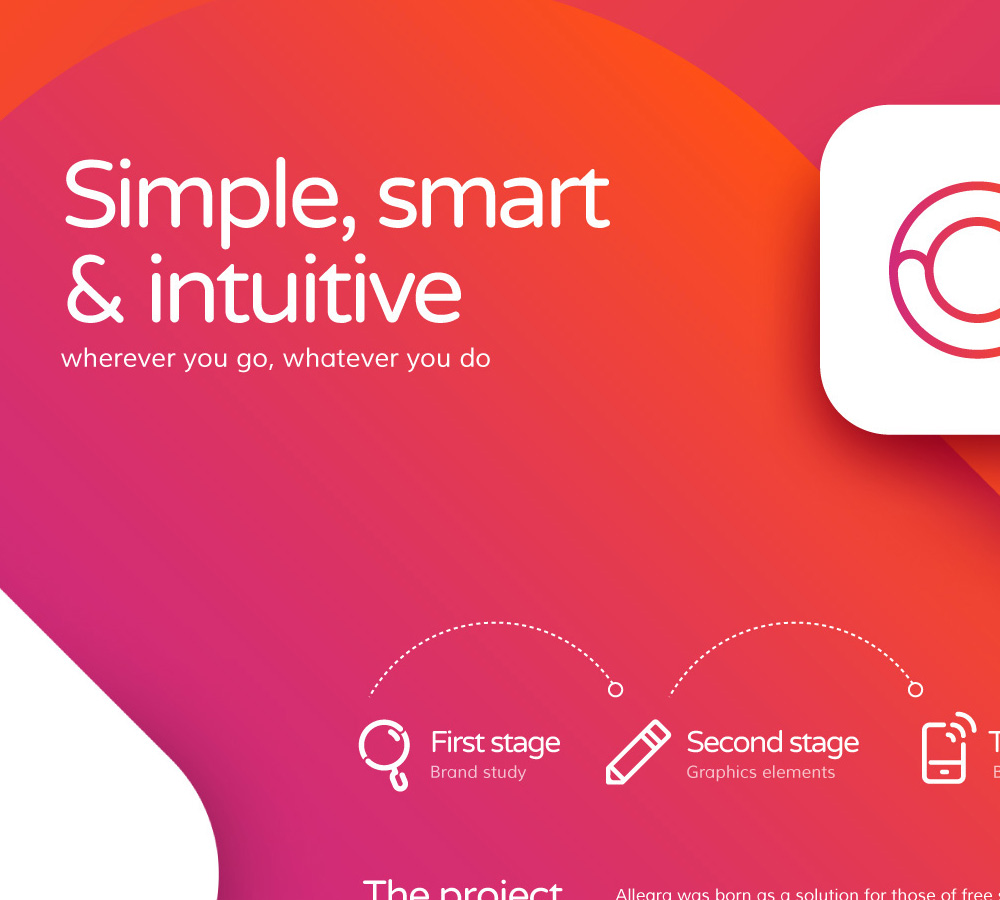 Simple, smart
& intuitive
wherever you go, whatever you do
First stage
Brand study
Second stage
Graphics elements
The project
Allegra was born as a solution for those of free